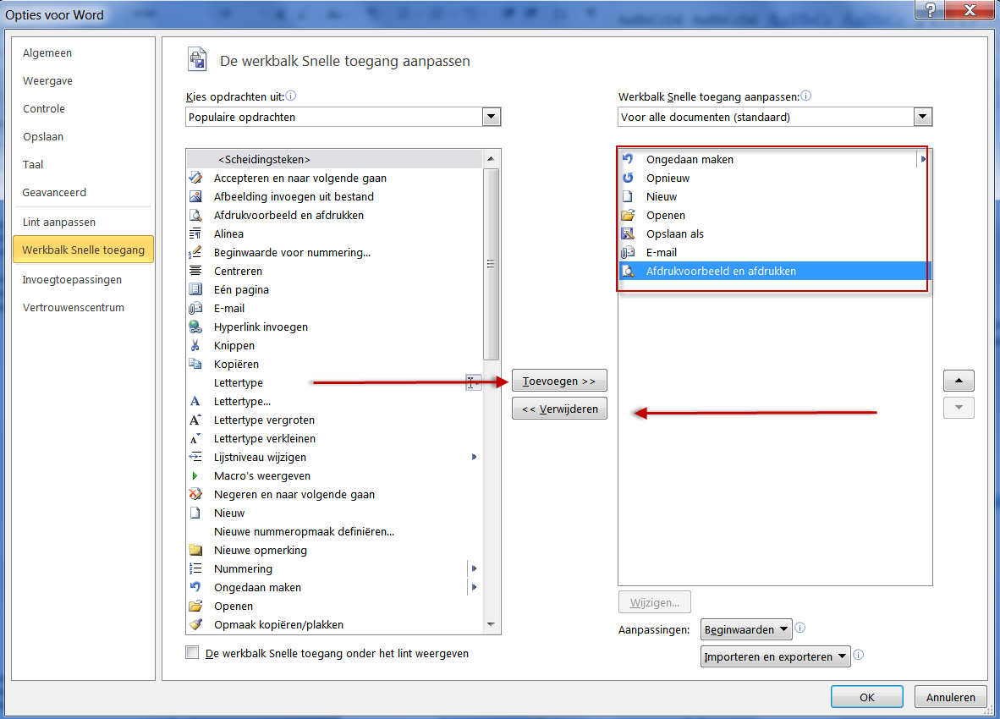 Opties voor Word
Algemeen
Weergave
Controle
Opslaan
Taal
Geavanceerd
Lint aanpassen
Werkbalk Snelle toegang
Invoegtoepassingen
Vertrouwenscentrum
De werkbalk Snelle toegang aanpassen
Kies opdrachten uit:
Populaire opdrachten
<Scheidingsteken>
Accepteren en naar volgende gaan
Afbeelding invoegen uit bestand
Afdrukvoorbeeld en afdrukken
Alinea
Beginwaarde voor nummering...
Centreren
Eén pagina
E-mail
Hyperlink invoegen
Knippen
Kopiëren
Lettertype
Lettertype...
Lettertype vergroten
Lettertype verkleinen
Lijstniveau wijzigen
Macro's weergeven
Negeren en naar volgende gaan
Nieuw
Nieuwe nummeropmaak definiëren...
Nieuwe opmerking
Nummering
Ongedaan maken
Openen
Opmaak kopiëren/plakken
De werkbalk Snelle toegang onder het lint weergeven
Toevoegen >>
<< Verwijderen
Werkbalk Snelle toegang aanpassen:
Voor alle documenten (standaard)
Ongedaan maken
Opnieuw
Nieuw
Openen
Opslaan als
E-mail
Afdrukvoorbeeld en afdrukken
Wijzigen...
Aanpassingen: Beginwaarden
Importeren en exporteren
OK Annuleren